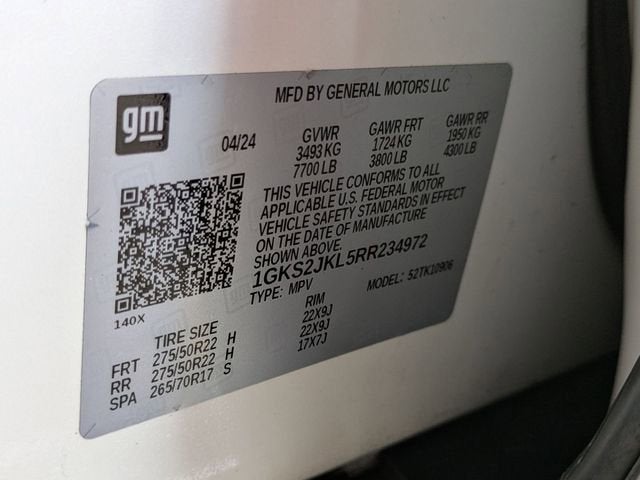 MFD BY GENERAL MOTORS LLC
gm
04/24 GVWR GAWR FRT GAWR RR
3493 KG 1724 KG 1950 KG
7700 LB 3800 LB 4300 LB
THIS VEHICLE CONFORMS TO ALL
APPLICABLE U.S. FEDERAL MOTOR
VEHICLE SAFETY STANDARDS IN EFFECT
ON THE DATE OF MANUFACTURE
SHOWN ABOVE.
1GKS2JKL5RR234972
TYPE: MPV MODEL: 52TK10906
140X
TIRE SIZE RIM
FRT 275/50R22 H 22X9J
RR 275/50R22 H 22X9J
SPA 265/70R17 S 17X7J